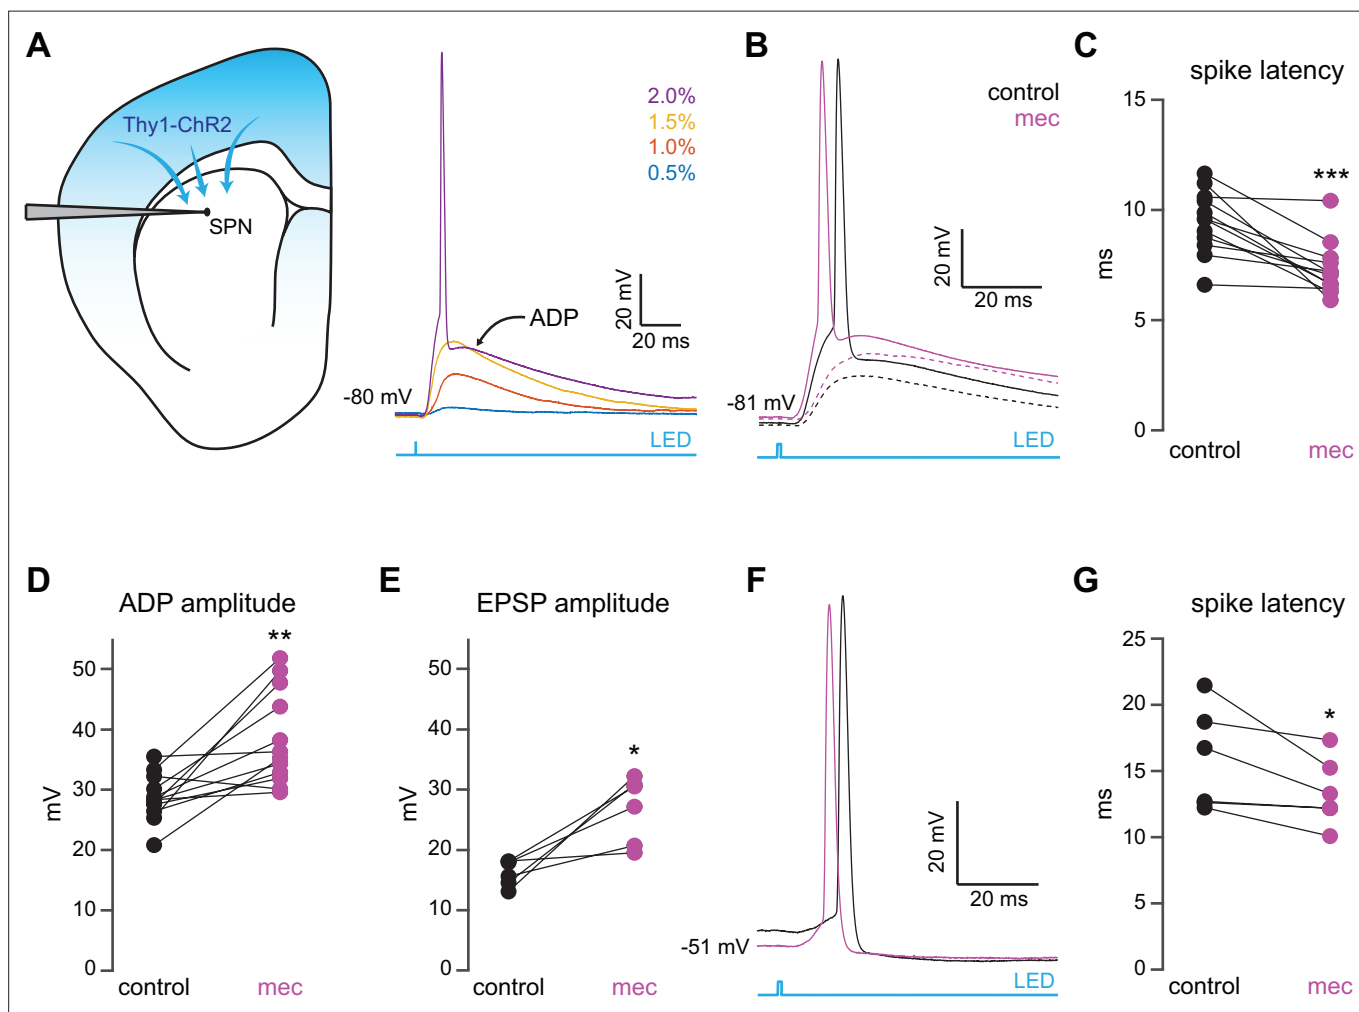 A
Thy1-ChR2
SPN
2.0%
1.5%
1.0%
0.5%
ADP
20 mV
20 ms
-80 mV
LED
B
control
mec
20 mV
20 ms
-81 mV
LED
C
spike latency
15
***
10
ms
5
0
control
mec
D
ADP amplitude
**
50
40
30
mV
20
10
0
control
mec
E
EPSP amplitude
50
*
40
30
mV
20
10
0
control
mec
F
20 mV
20 ms
-51 mV
LED
G
spike latency
25
20
*
15
ms
10
5
0
control
mec